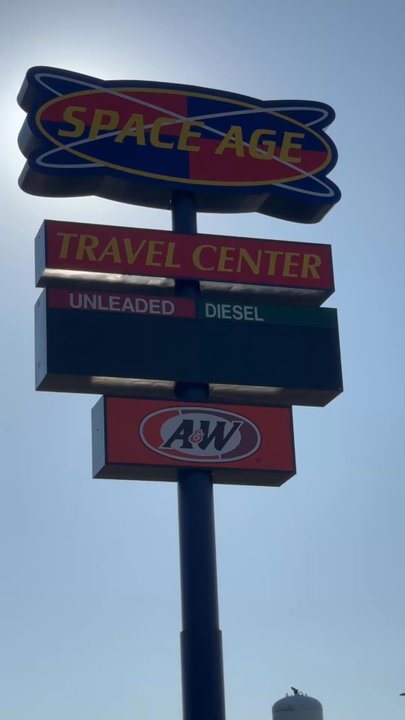 SPACE AGE
TRAVEL CENTER
UNLEADED DIESEL
A&W